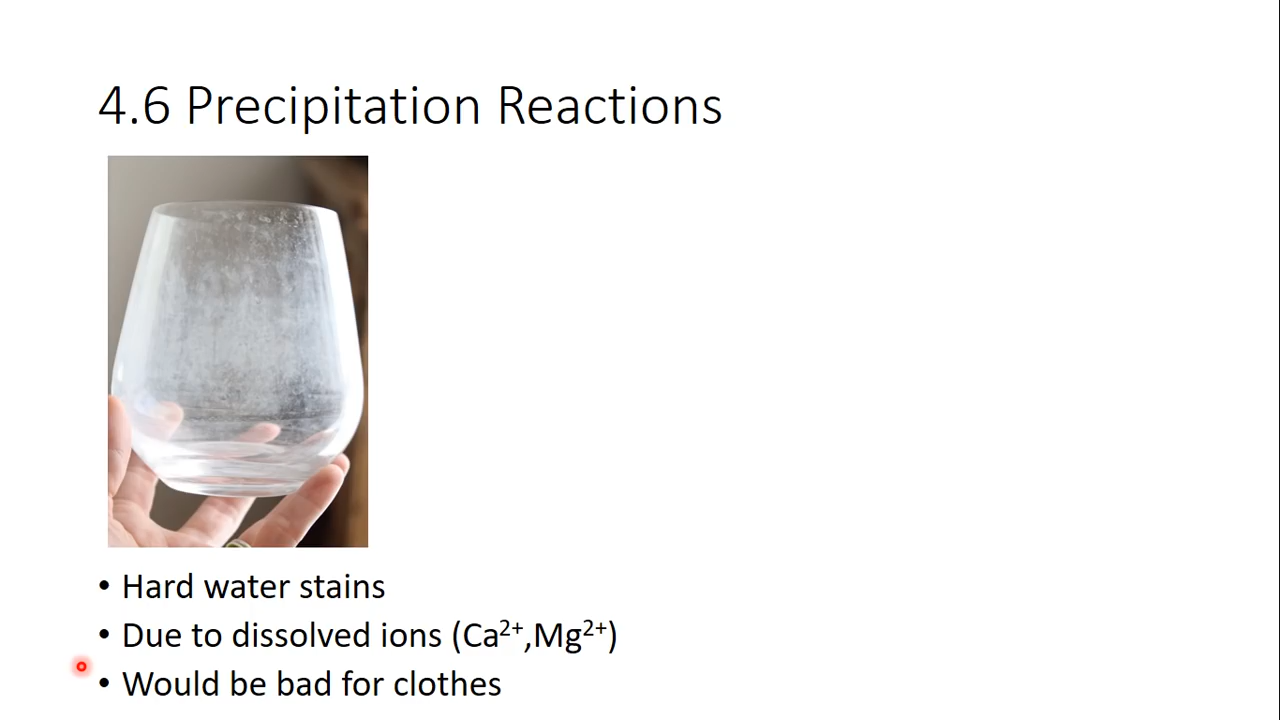 4.6 Precipitation Reactions
• Hard water stains
• Due to dissolved ions (Ca²⁺,Mg²⁺)
• Would be bad for clothes